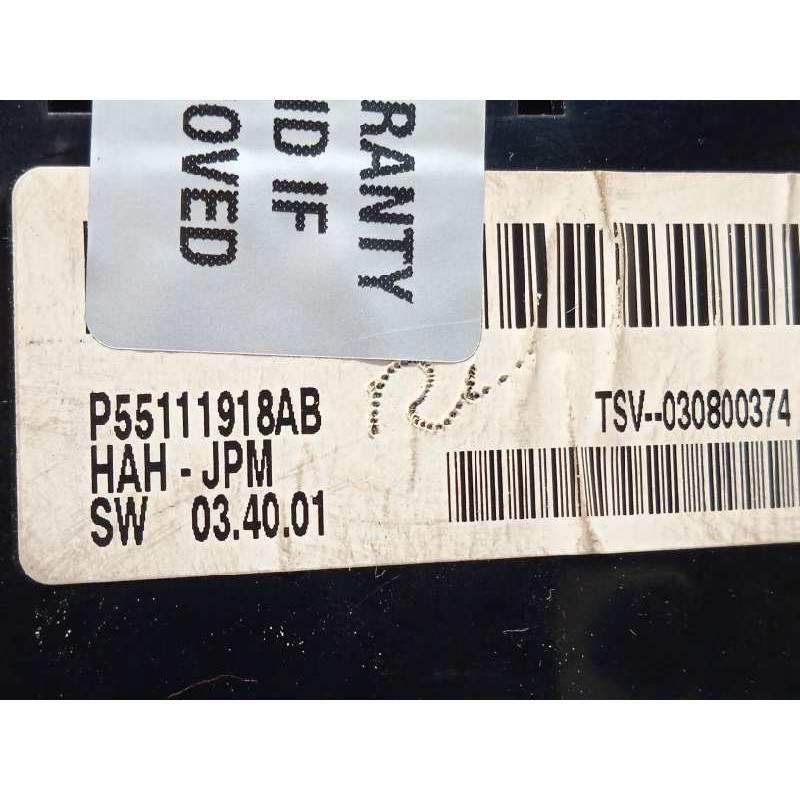 RANTY
ID IF
OVED
P55111918AB
HAH - JPM
SW 03.40.01
TSV--030800374